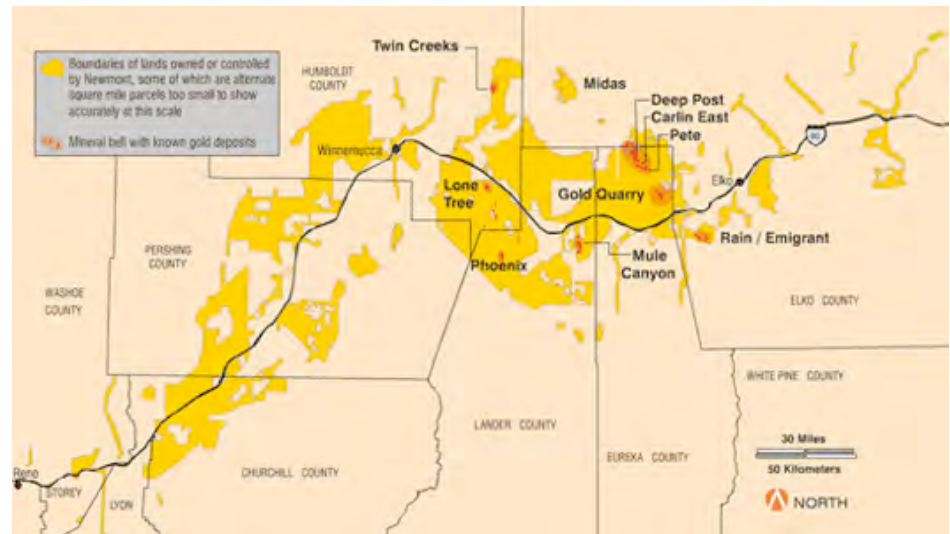 Boundaries of lands owned or controlled
by Newmont, some of which are alternate
square mile parcels too small to show
accurately at this scale
Mineral belt with known gold deposits
Twin Creeks
HUMBOLDT
COUNTY
Midas
Deep Post
Carlin East
Pete
80
Winnemucca
Lone
Tree
Gold Quarry
Elko
Rain / Emigrant
Mule
Canyon
Phoenix
PERSHING
COUNTY
WASHOE
COUNTY
ELKO COUNTY
WHITE PINE COUNTY
LANDER COUNTY
EUREKA COUNTY
CHURCHILL COUNTY
30 Miles
50 Kilometers
NORTH
Reno
STOREY
LYON